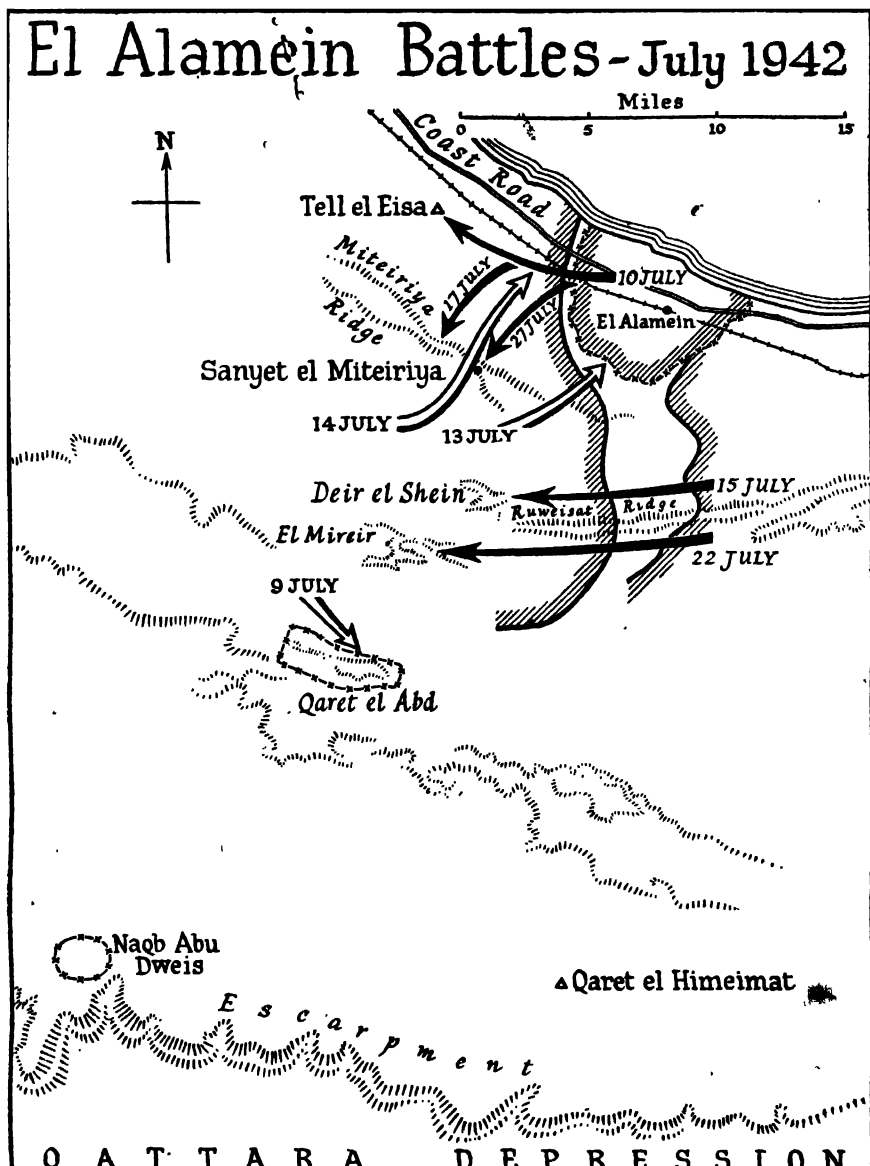 El Alamein Battles - July 1942
Miles
0 5 10 15
N
Coast Road
Tell el Eisa
10 JULY
Miteiriya Ridge
17 JULY
27 JULY
El Alamein
Sanyet el Miteiriya
14 JULY
13 JULY
Deir el Shein
15 JULY
Ruweisat Ridge
El Mireir
22 JULY
9 JULY
Qaret el Abd
Naqb Abu
Dweis
Qaret el Himeimat
Escarpment
QATTARA DEPRESSION